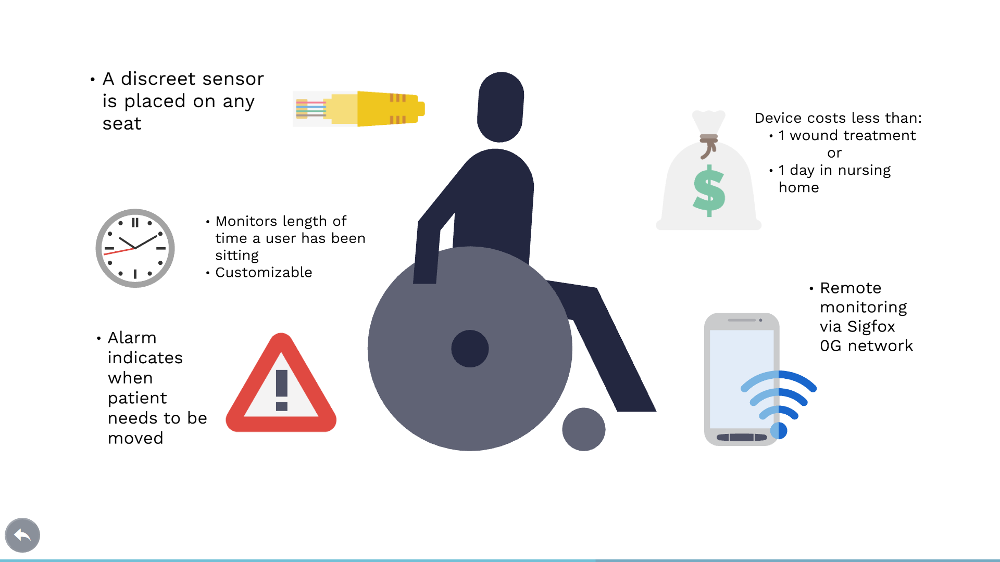 • A discreet sensor
is placed on any
seat
• Monitors length of
time a user has been
sitting
• Customizable
• Alarm
indicates
when
patient
needs to be
moved
Device costs less than:
• 1 wound treatment
or
• 1 day in nursing
home
$
• Remote
monitoring
via Sigfox
0G network